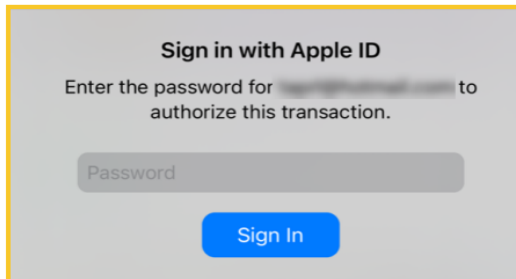 Sign in with Apple ID
Enter the password for to
authorize this transaction.
Password
Sign In